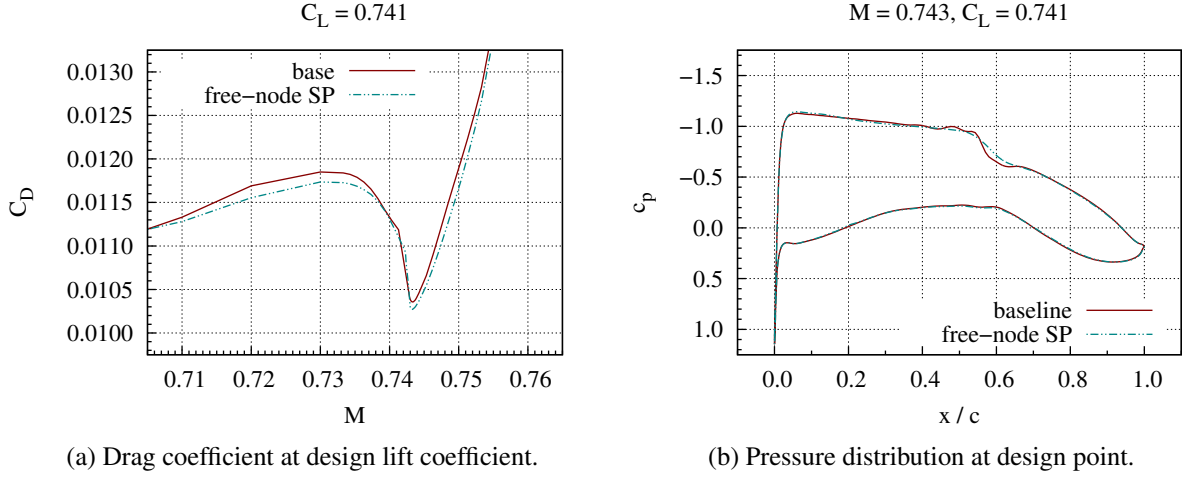 C_L = 0.741
base
free−node SP
C_D
0.0130
0.0125
0.0120
0.0115
0.0110
0.0105
0.0100
0.71 0.72 0.73 0.74 0.75 0.76
M
(a) Drag coefficient at design lift coefficient.
M = 0.743, C_L = 0.741
c_p
−1.5
−1.0
−0.5
0.0
0.5
1.0
baseline
free−node SP
0.0 0.2 0.4 0.6 0.8 1.0
x / c
(b) Pressure distribution at design point.